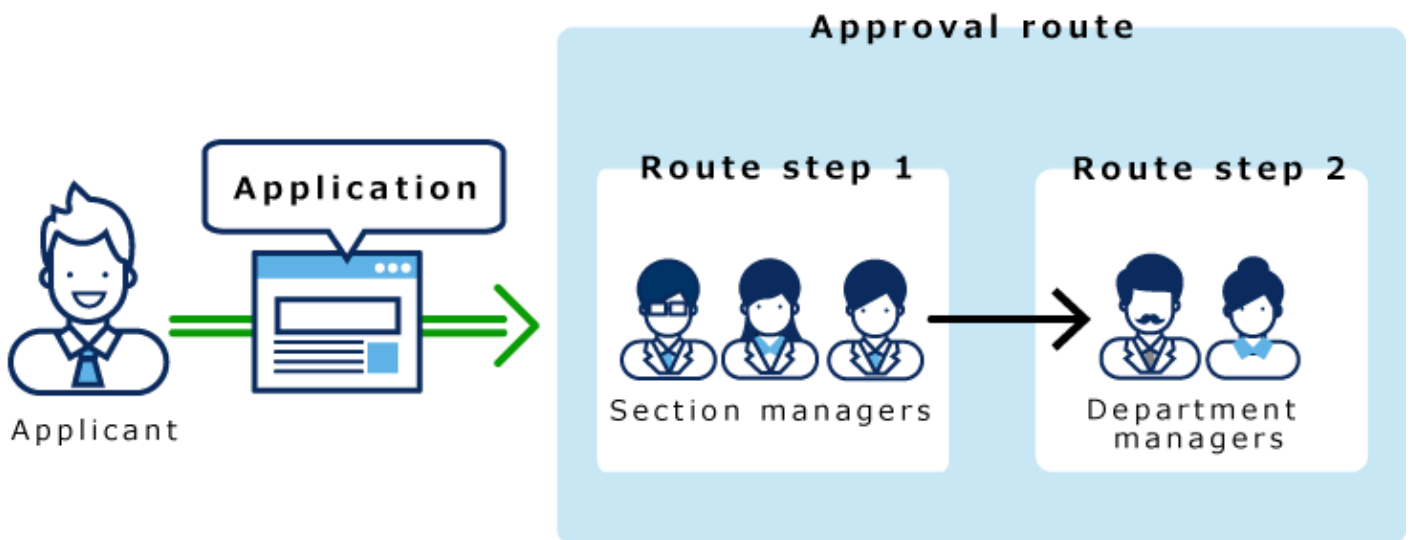 Approval route
Application
Route step 1
Route step 2
Applicant
Section managers
Department
managers